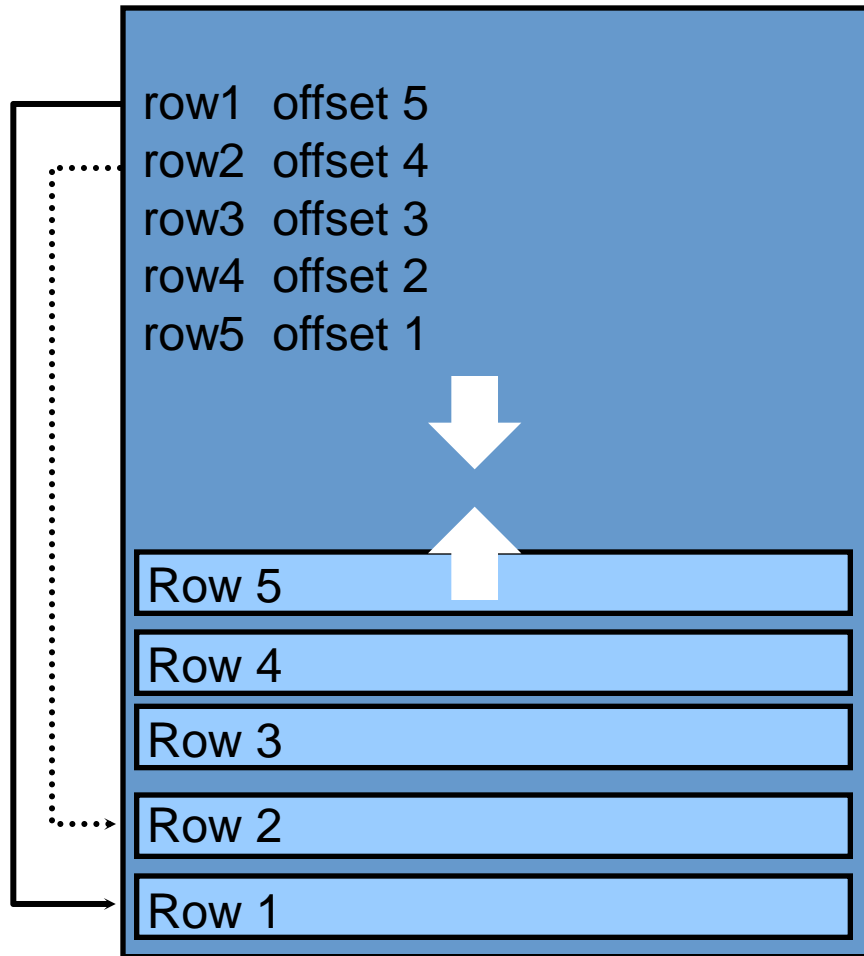 row1 offset 5
row2 offset 4
row3 offset 3
row4 offset 2
row5 offset 1
Row 5
Row 4
Row 3
Row 2
Row 1